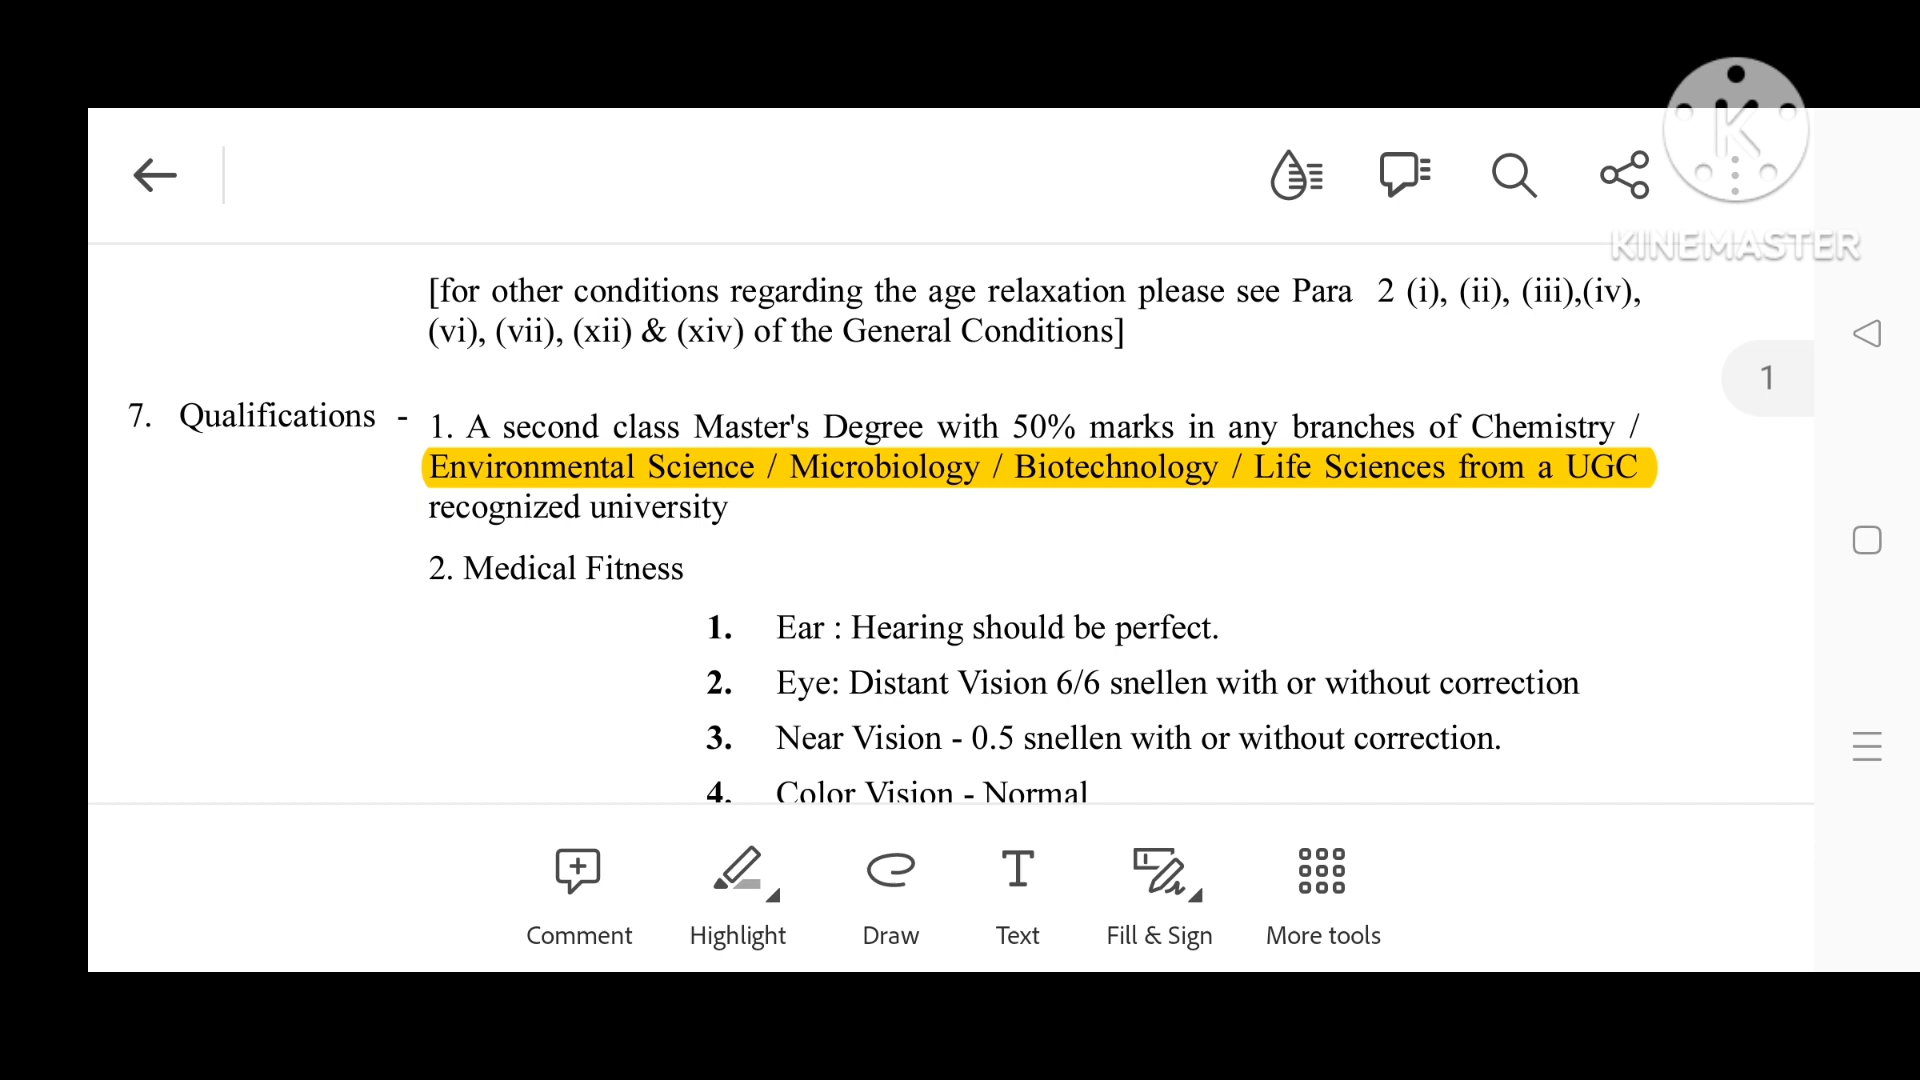 K
KINEMASTER
[for other conditions regarding the age relaxation please see Para 2 (i), (ii), (iii),(iv),
(vi), (vii), (xii) & (xiv) of the General Conditions]
1
7. Qualifications - 1. A second class Master's Degree with 50% marks in any branches of Chemistry /
Environmental Science / Microbiology / Biotechnology / Life Sciences from a UGC
recognized university
2. Medical Fitness
1. Ear : Hearing should be perfect.
2. Eye: Distant Vision 6/6 snellen with or without correction
3. Near Vision - 0.5 snellen with or without correction.
4. Color Vision - Normal
Comment Highlight Draw Text Fill & Sign More tools